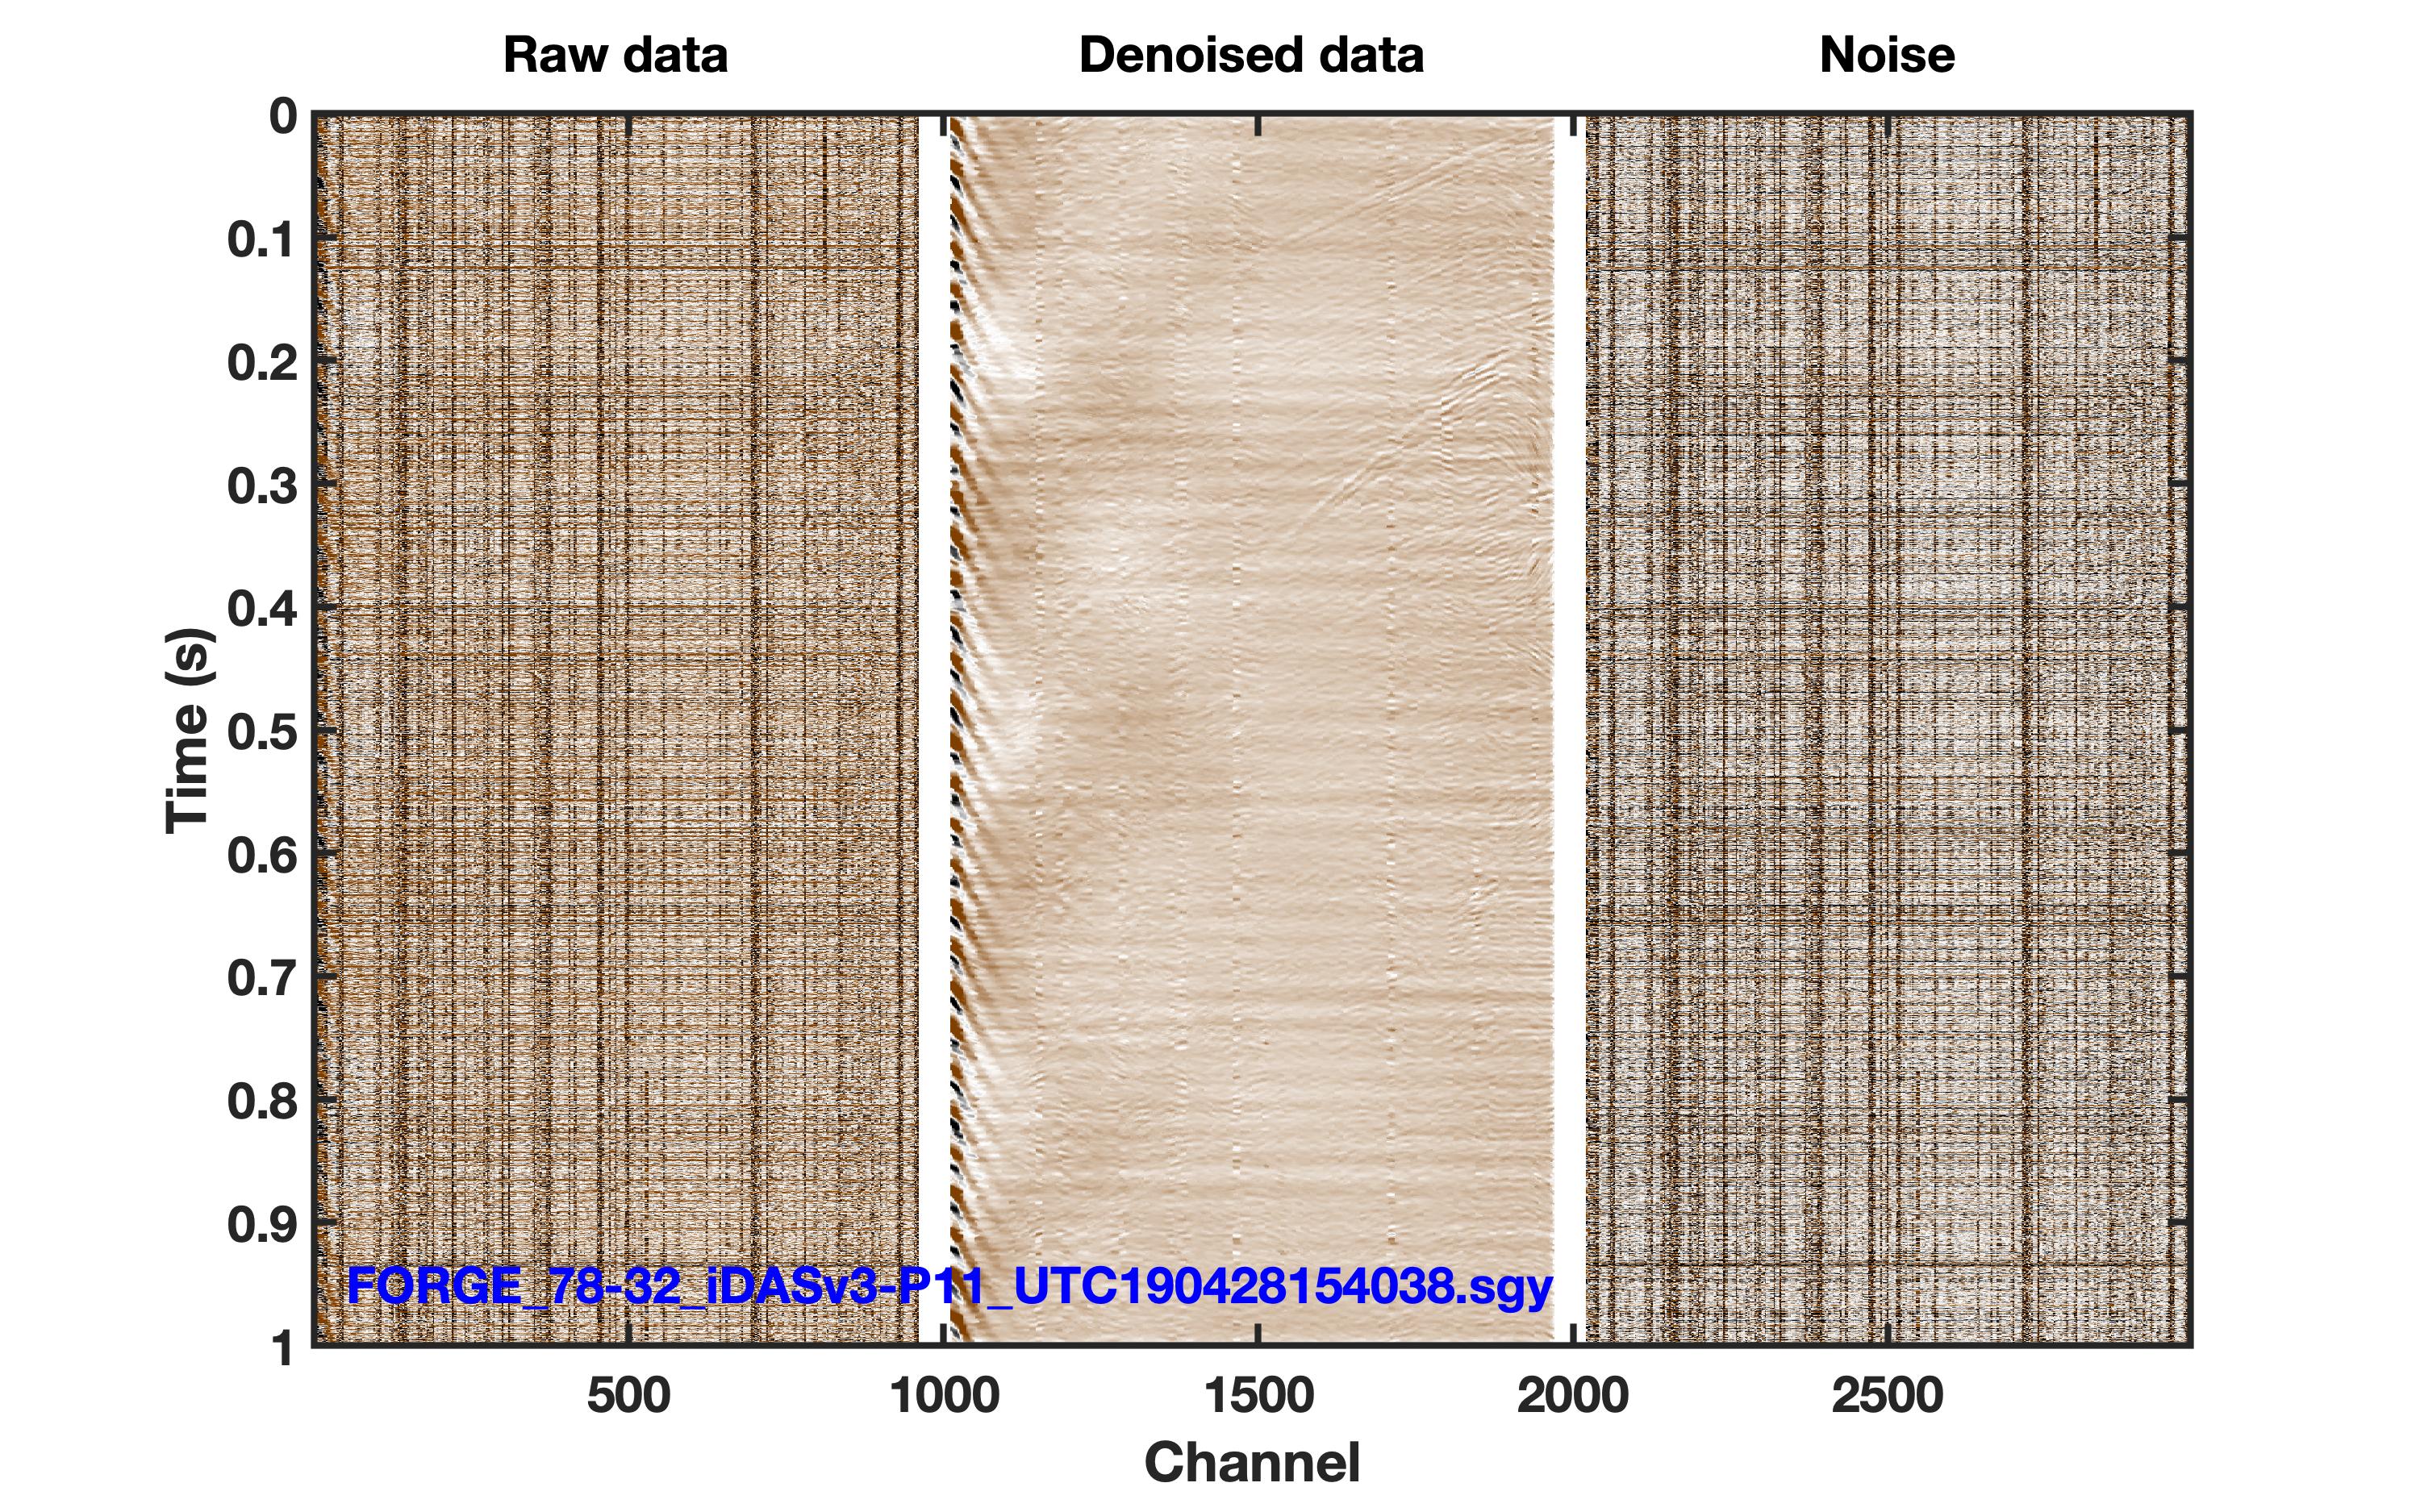 Raw data Denoised data Noise
0
0.1
0.2
0.3
0.4
0.5
0.6
0.7
0.8
0.9
1
Time (s)
FORGE_78-32_iDASv3-P11_UTC190428154038.sgy
500 1000 1500 2000 2500
Channel